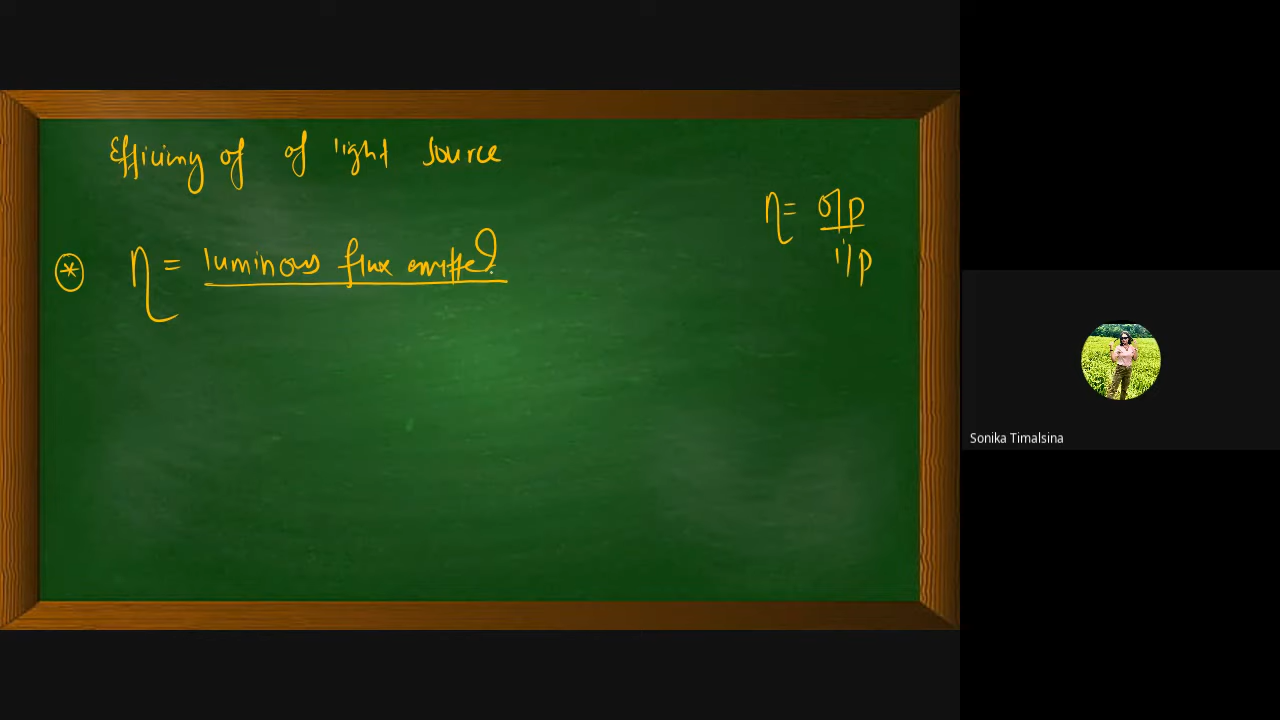 Efficiency of of light source
η = o/p
i/p
* η = luminous flux emitted
Sonika Timalsina